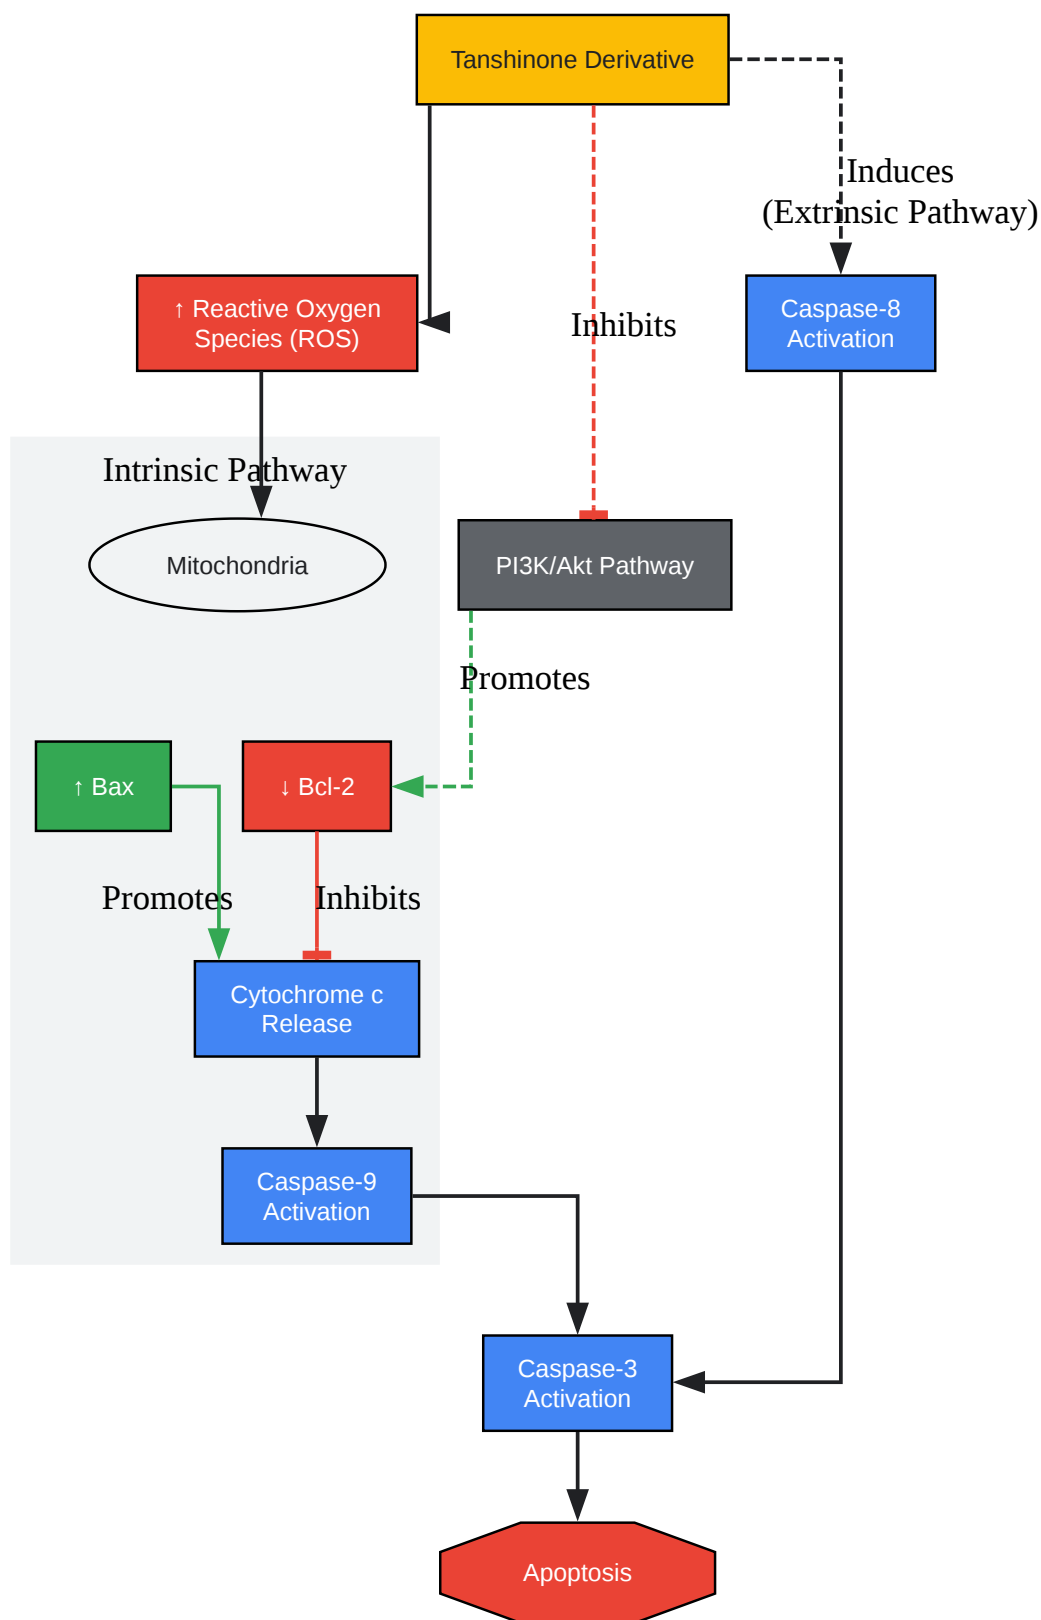 Tanshinone Derivative
Induces
(Extrinsic Pathway)
↑ Reactive Oxygen
Species (ROS)
Inhibits
Caspase-8
Activation
Intrinsic Pathway
Mitochondria
PI3K/Akt Pathway
Promotes
↑ Bax
↓ Bcl-2
Promotes
Inhibits
Cytochrome c
Release
Caspase-9
Activation
Caspase-3
Activation
Apoptosis